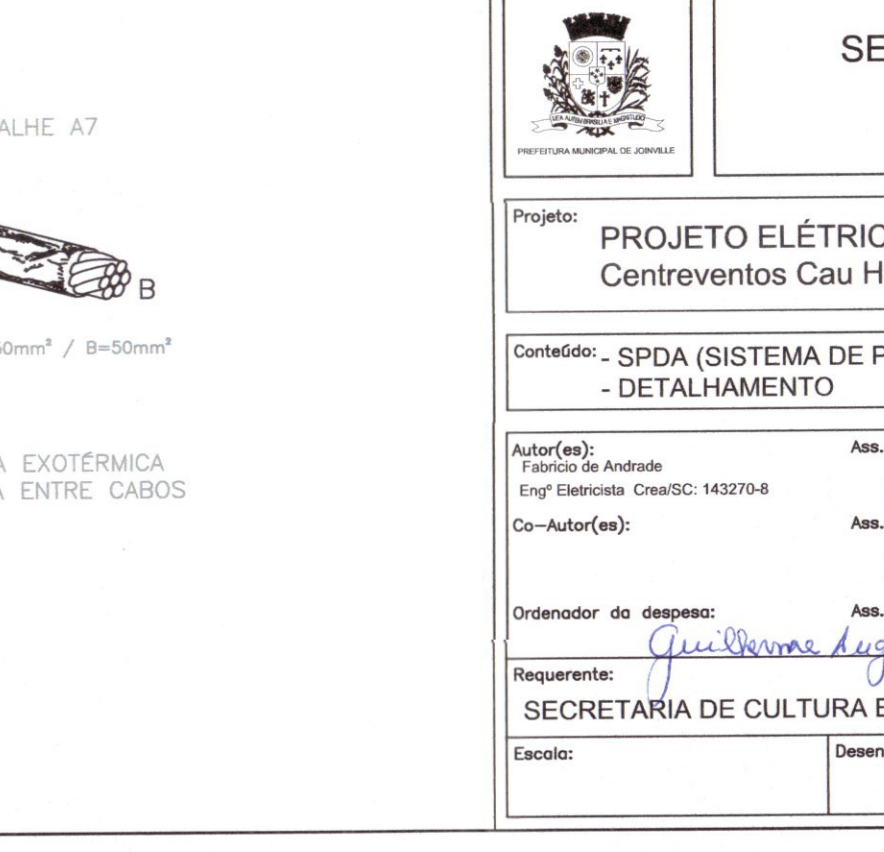 ALHE A7
B
50mm² / B=50mm²
A EXOTÉRMICA
A ENTRE CABOS
PREFEITURA MUNICIPAL DE JOINVILLE
SE
Projeto:
PROJETO ELÉTRIC
Centreventos Cau H
Conteúdo: - SPDA (SISTEMA DE P
- DETALHAMENTO
Autor(es): Ass.
Fabricio de Andrade
Engº Eletricista Crea/SC: 143270-8
Co-Autor(es): Ass.
Ordenador da despesa: Ass.
Guilherme Aug
Requerente:
SECRETARIA DE CULTURA E
Escala: Desen